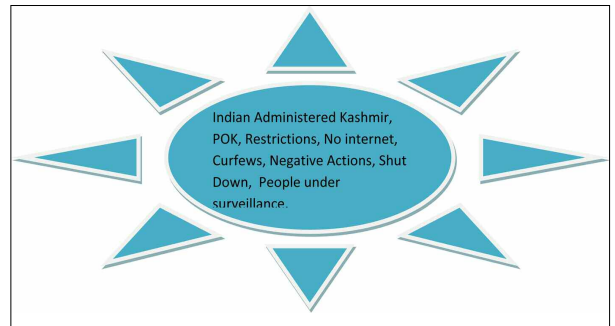 Indian Administered Kashmir,
POK, Restrictions, No internet,
Curfews, Negative Actions, Shut
Down, People under
surveillance.